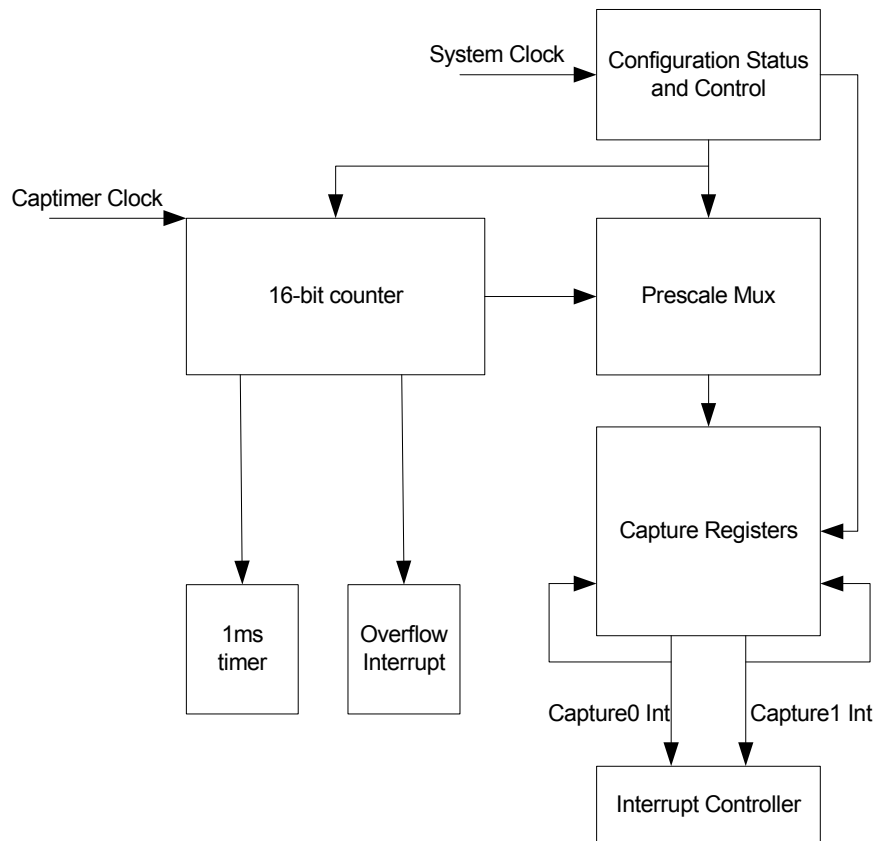 System Clock
Configuration Status
and Control
Captimer Clock
16-bit counter
Prescale Mux
Capture Registers
1ms
timer
Overflow
Interrupt
Capture0 Int
Capture1 Int
Interrupt Controller